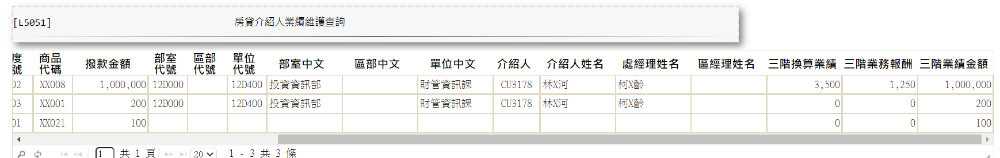 [L5051] 房貸介紹人業績維護查詢
度號 商品代碼 撥款金額 部室代號 區部代號 單位代號 部室中文 區部中文 單位中文 介紹人 介紹人姓名 處經理姓名 區經理姓名 三階換算業績 三階業務報酬 三階業績金額
02 XX008 1,000,000 12D000 12D400 投資資訊部 財管資訊課 CU3178 林X河 柯X齡 3,500 1,250 1,000,000
03 XX001 200 12D000 12D400 投資資訊部 財管資訊課 CU3178 林X河 柯X齡 0 0 200
01 XX021 100 0 0 100
1 共 1 頁 20 1 - 3 共 3 條